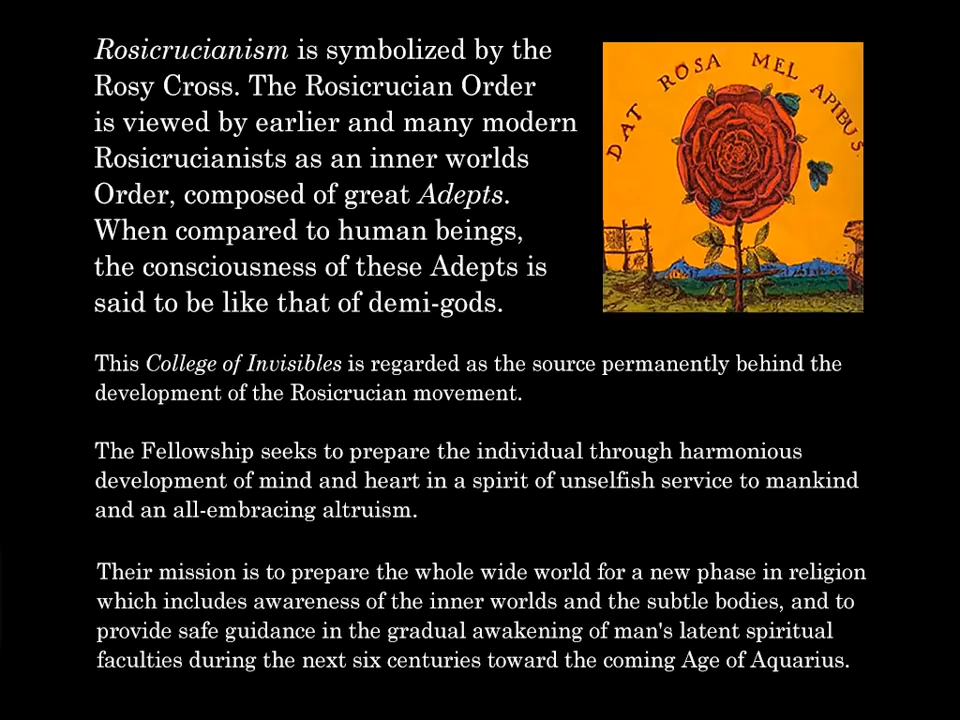 Rosicrucianism is symbolized by the
Rosy Cross. The Rosicrucian Order
is viewed by earlier and many modern
Rosicrucianists as an inner worlds
Order, composed of great Adepts.
When compared to human beings,
the consciousness of these Adepts is
said to be like that of demi-gods.
DAT ROSA MEL APIBUS
This College of Invisibles is regarded as the source permanently behind the
development of the Rosicrucian movement.
The Fellowship seeks to prepare the individual through harmonious
development of mind and heart in a spirit of unselfish service to mankind
and an all-embracing altruism.
Their mission is to prepare the whole wide world for a new phase in religion
which includes awareness of the inner worlds and the subtle bodies, and to
provide safe guidance in the gradual awakening of man's latent spiritual
faculties during the next six centuries toward the coming Age of Aquarius.